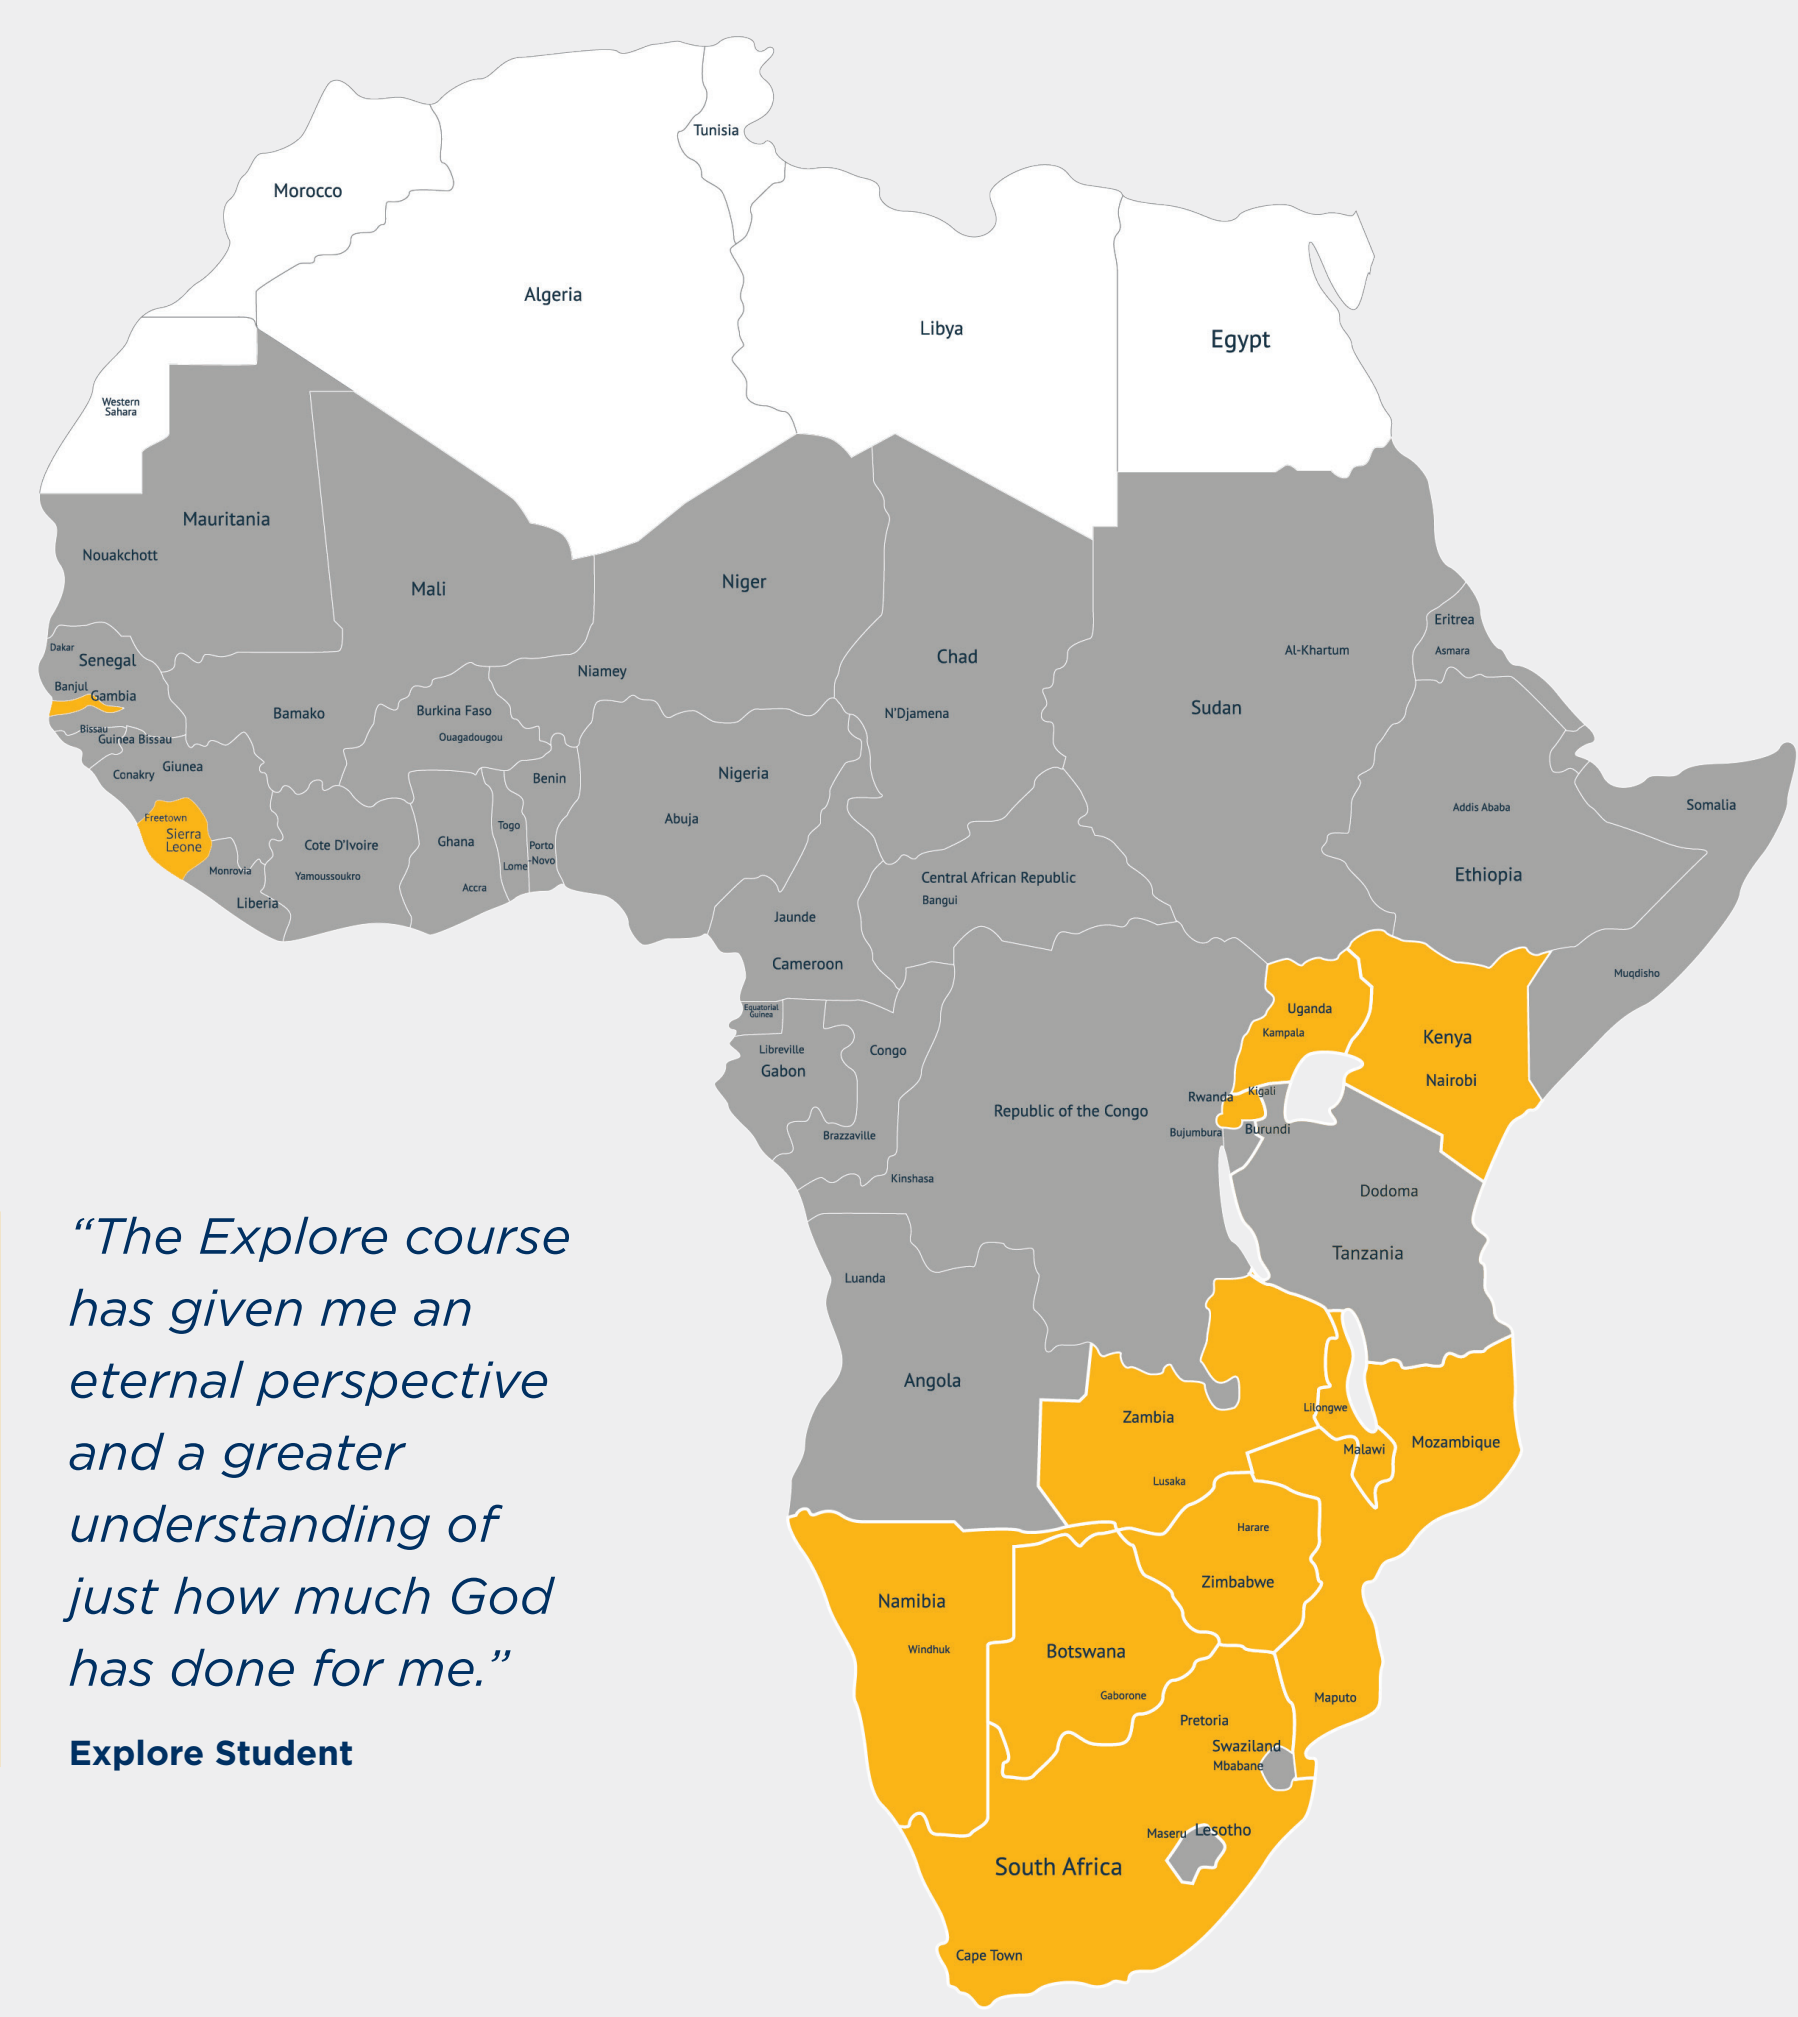 Tunisia
Morocco
Algeria
Libya
Egypt
Western
Sahara
Mauritania
Nouakchott
Mali
Niger
Eritrea
Al-Khartum
Asmara
Dakar
Senegal
Chad
Niamey
Banjul
Gambia
Bamako
Burkina Faso
N'Djamena
Sudan
Bissau
Guinea Bissau
Ouagadougou
Giunea
Conakry
Benin
Nigeria
Addis Ababa
Somalia
Freetown
Sierra
Leone
Abuja
Togo
Ghana
Cote D'Ivoire
Porto
-Novo
Lome
Monrovia
Yamoussoukro
Accra
Central African Republic
Ethiopia
Liberia
Bangui
Jaunde
Cameroon
Muqdisho
Equatorial
Guinea
Uganda
Kampala
Kenya
Libreville
Congo
Gabon
Nairobi
Kigali
Rwanda
Republic of the Congo
Brazzaville
Bujumbura
Burundi
Kinshasa
Dodoma
Tanzania
Luanda
Angola
Lilongwe
Zambia
Malawi
Mozambique
Lusaka
Harare
Zimbabwe
Namibia
Windhuk
Botswana
Gaborone
Maputo
Pretoria
Swaziland
Mbabane
Maseru
Lesotho
South Africa
Cape Town
“The Explore course
has given me an
eternal perspective
and a greater
understanding of
just how much God
has done for me.”
Explore Student